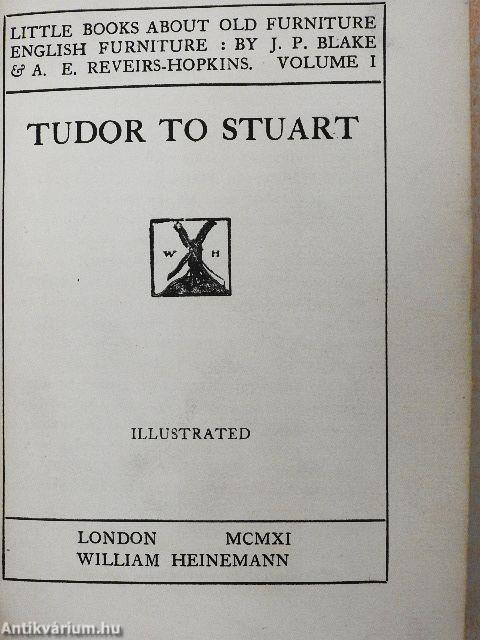 LITTLE BOOKS ABOUT OLD FURNITURE
ENGLISH FURNITURE : BY J. P. BLAKE
& A. E. REVEIRS-HOPKINS. VOLUME I
TUDOR TO STUART
W H
ILLUSTRATED
LONDON MCMXI
WILLIAM HEINEMANN
Antikvárium.hu